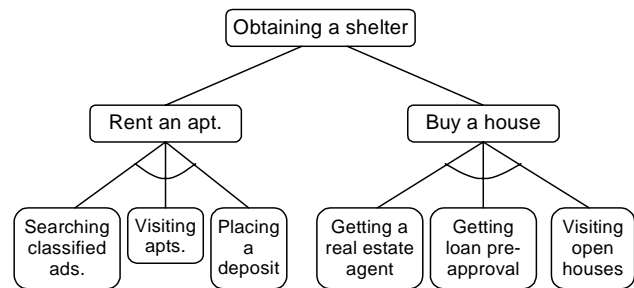 Obtaining a shelter
Rent an apt.
Buy a house
Searching
classified
ads.
Visiting
apts.
Placing
a
deposit
Getting a
real estate
agent
Getting
loan pre-
approval
Visiting
open
houses